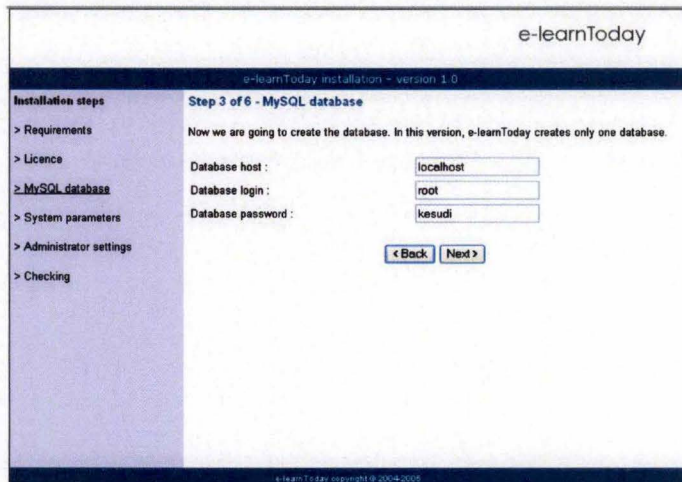 e-learnToday
e-learnToday installation - version 1.0
Installation steps
> Requirements
> Licence
> MySQL database
> System parameters
> Administrator settings
> Checking
Step 3 of 6 - MySQL database
Now we are going to create the database. In this version, e-learnToday creates only one database.
Database host : localhost
Database login : root
Database password : kesudi
< Back Next >
e-learnToday copyright @ 2004-2005